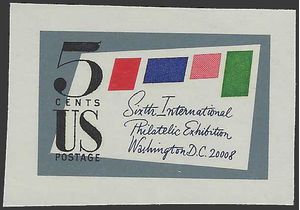 5
CENTS
US
POSTAGE
Sixth International
Philatelic Exhibition
Washington D.C. 20008